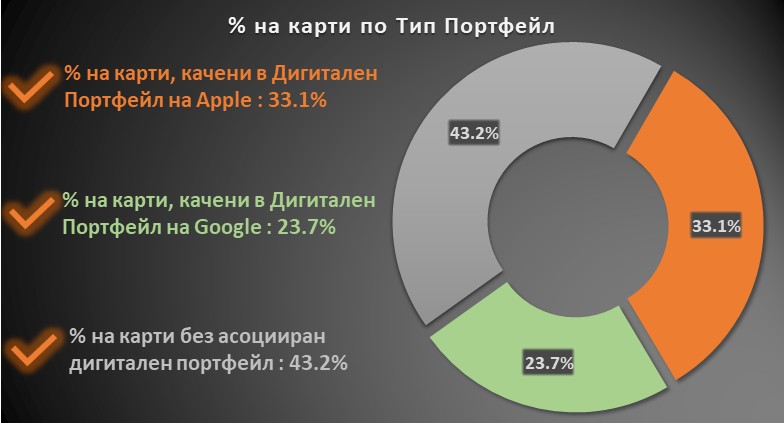 % на карти по Тип Портфейл
% на карти, качени в Дигитален
Портфейл на Apple : 33.1%
% на карти, качени в Дигитален
Портфейл на Google : 23.7%
% на карти без асоцииран
дигитален портфейл : 43.2%
43.2%
33.1%
23.7%